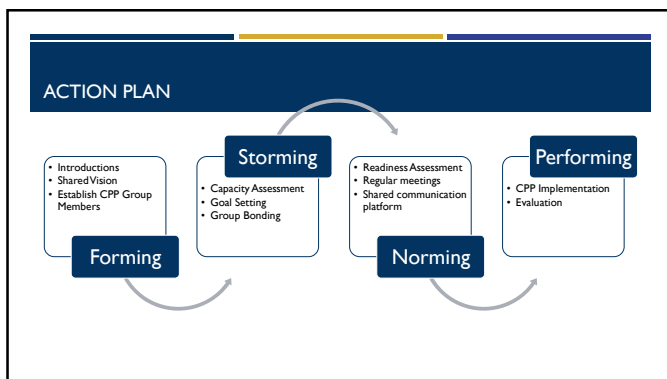 ACTION PLAN
• Introductions
• Shared Vision
• Establish CPP Group
Members
Forming
Storming
• Capacity Assessment
• Goal Setting
• Group Bonding
• Readiness Assessment
• Regular meetings
• Shared communication
platform
Norming
Performing
• CPP Implementation
• Evaluation